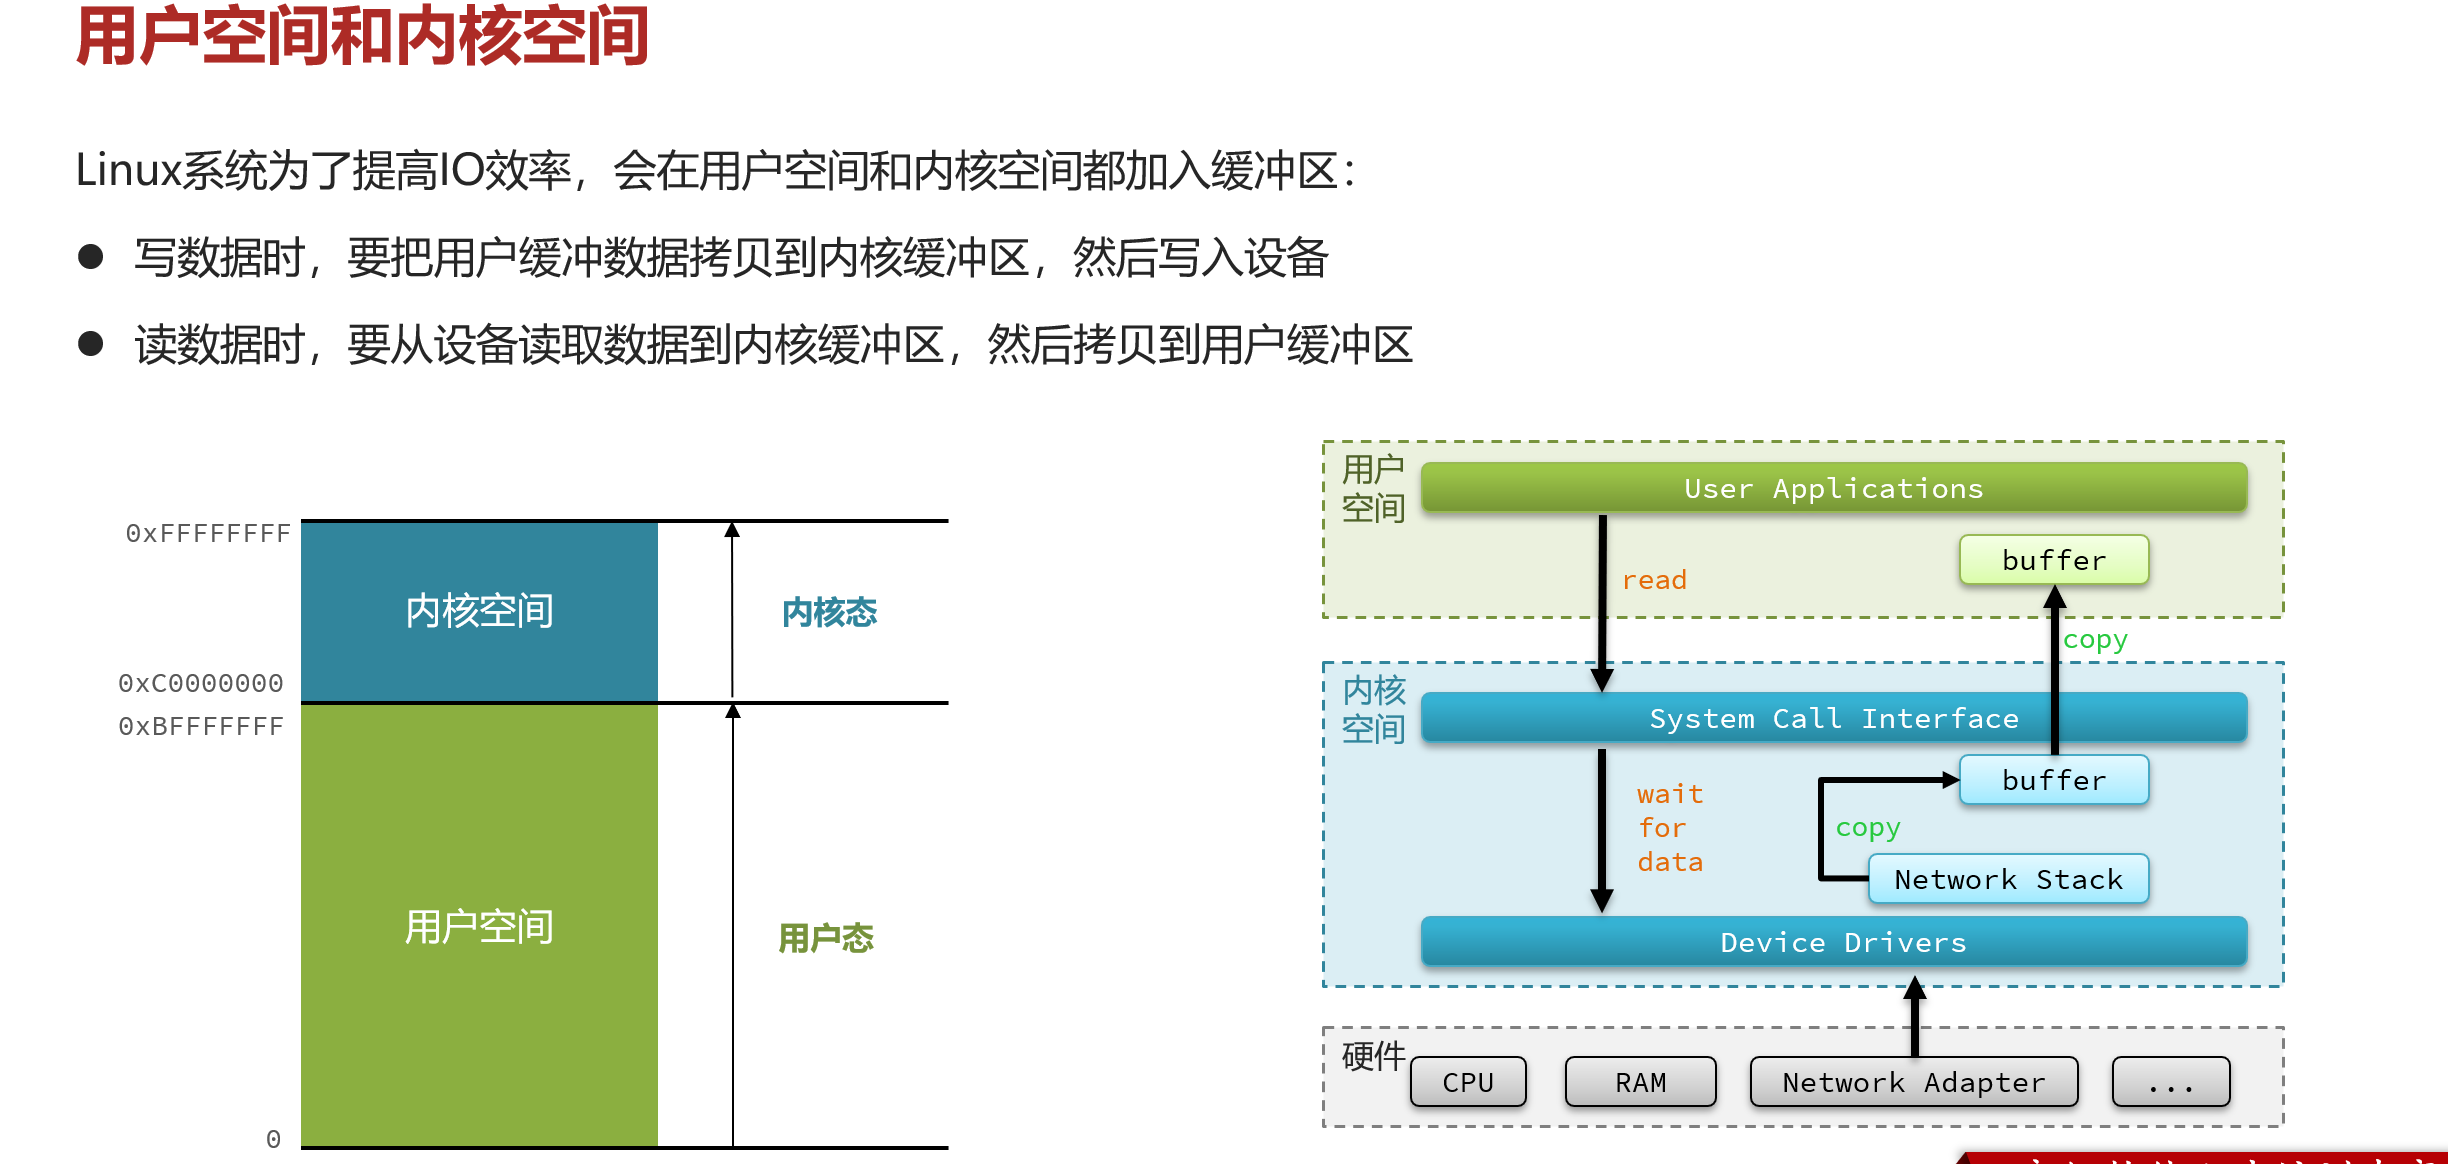 用户空间和内核空间
Linux系统为了提高IO效率，会在用户空间和内核空间都加入缓冲区：
● 写数据时，要把用户缓冲数据拷贝到内核缓冲区，然后写入设备
● 读数据时，要从设备读取数据到内核缓冲区，然后拷贝到用户缓冲区
0xFFFFFFFF
内核空间
内核态
0xC0000000
0xBFFFFFFF
用户空间
用户态
0
用户
空间
User Applications
buffer
read
copy
内核
空间
System Call Interface
buffer
wait
for
data
copy
Network Stack
Device Drivers
硬件
CPU
RAM
Network Adapter
...